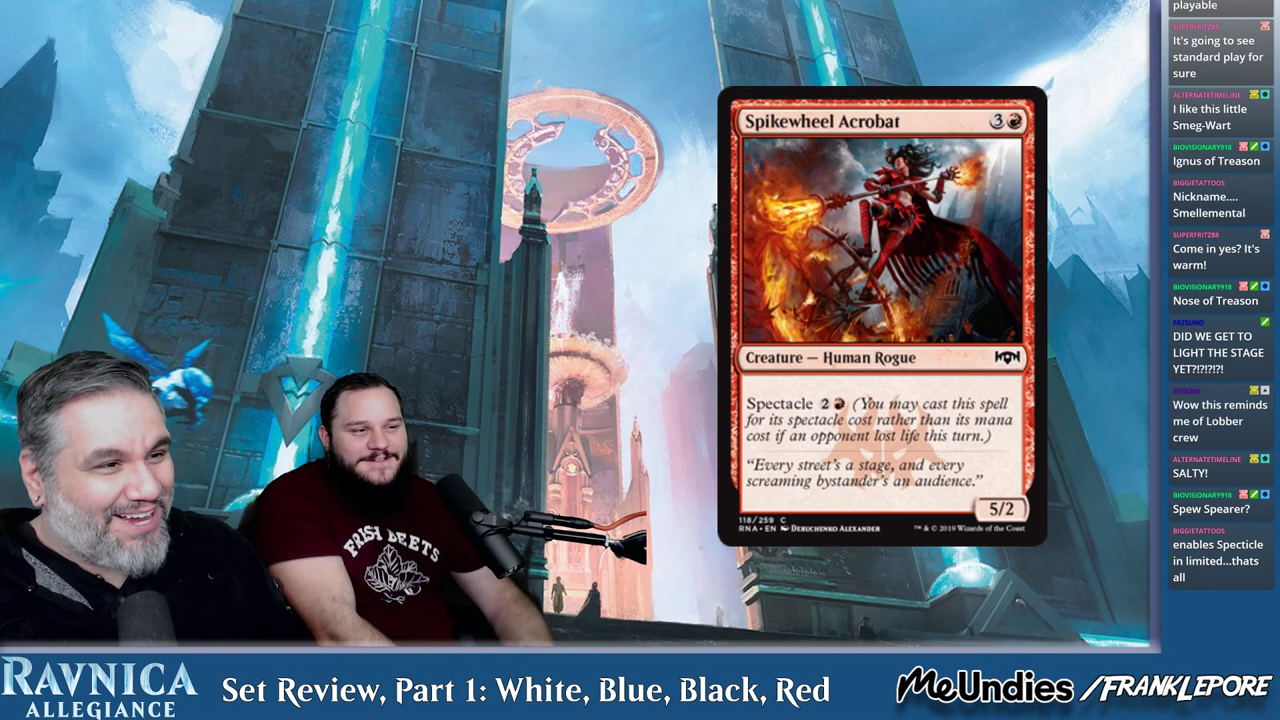 playable
SUPERFRITZ88
It's going to see
standard play for
sure
ALTERNATETIMELINE
I like this little
Smeg-Wart
BIOVISIONARY918
Ignus of Treason
BIGGIETATTOOS
Nickname....
Smellemental
SUPERFRITZ88
Come in yes? It's
warm!
BIOVISIONARY918
Nose of Treason
FATSUNO
DID WE GET TO
LIGHT THE STAGE
YET?!?!?!?!
Wow this reminds
me of Lobber
crew
ALTERNATETIMELINE
SALTY!
BIOVISIONARY918
Spew Spearer?
BIGGIETATTOOS
enables Specticle
in limited...thats
all
Spikewheel Acrobat 3
Creature — Human Rogue
Spectacle 2 (You may cast this spell
for its spectacle cost rather than its mana
cost if an opponent lost life this turn.)
“Every street's a stage, and every
screaming bystander's an audience.”
5/2
118/259 C
RNA • EN DERUCHENKO ALEXANDER
™ & © 2019 Wizards of the Coast
FRISH BEETS
RAVNICA
ALLEGIANCE
Set Review, Part 1: White, Blue, Black, Red
MeUndies /FRANKLEPORE